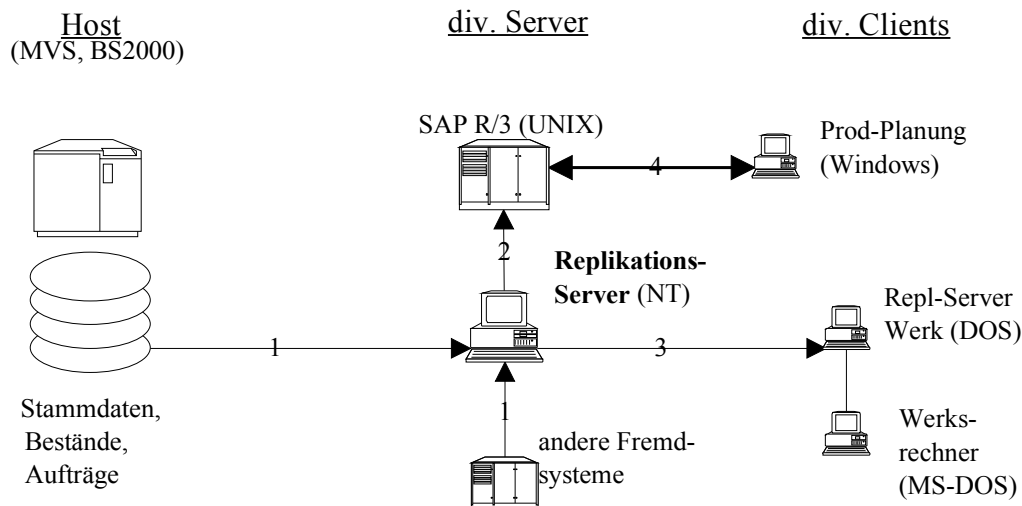 Host
(MVS, BS2000)
div. Server
div. Clients
SAP R/3 (UNIX)
4
Prod-Planung
(Windows)
2
Replikations-
Server (NT)
Repl-Server
Werk (DOS)
1
3
Stammdaten,
Bestände,
Aufträge
1
andere Fremd-
systeme
Werks-
rechner
(MS-DOS)